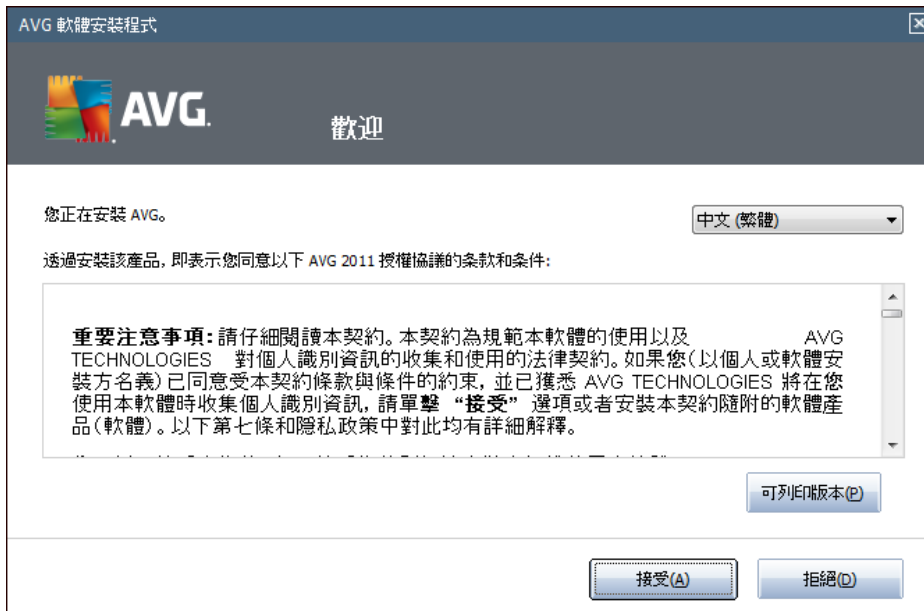 AVG 軟體安裝程式
AVG.
歡迎
您正在安裝 AVG。
中文 (繁體)
透過安裝該產品, 即表示您同意以下 AVG 2011 授權協議的条款和条件:
重要注意事項: 請仔細閱讀本契約。本契約為規範本軟體的使用以及 AVG
TECHNOLOGIES 對個人識別資訊的收集和使用的法律契約。如果您(以個人或軟體安
裝方名義)已同意受本契約條款與條件的約束, 並已獲悉 AVG TECHNOLOGIES 將在您
使用本軟體時收集個人識別資訊, 請單擊 “接受” 選項或者安裝本契約隨附的軟體產
品(軟體)。以下第七條和隱私政策中對此均有詳細解釋。
可列印版本(P)
接受(A)
拒絕(D)